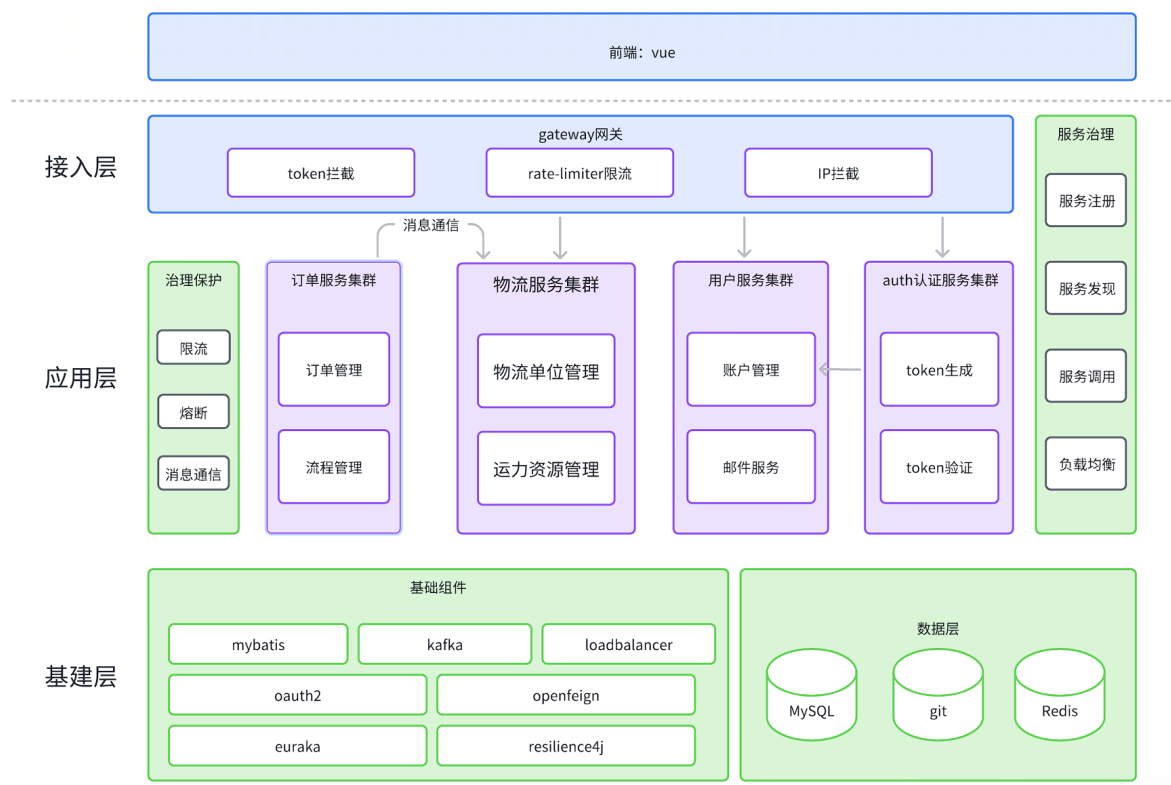 前端：vue
接入层
gateway网关
token拦截
rate-limiter限流
IP拦截
服务治理
服务注册
服务发现
服务调用
负载均衡
消息通信
应用层
治理保护
限流
熔断
消息通信
订单服务集群
订单管理
流程管理
物流服务集群
物流单位管理
运力资源管理
用户服务集群
账户管理
邮件服务
auth认证服务集群
token生成
token验证
基建层
基础组件
mybatis
kafka
loadbalancer
oauth2
openfeign
euraka
resilience4j
数据层
MySQL
git
Redis